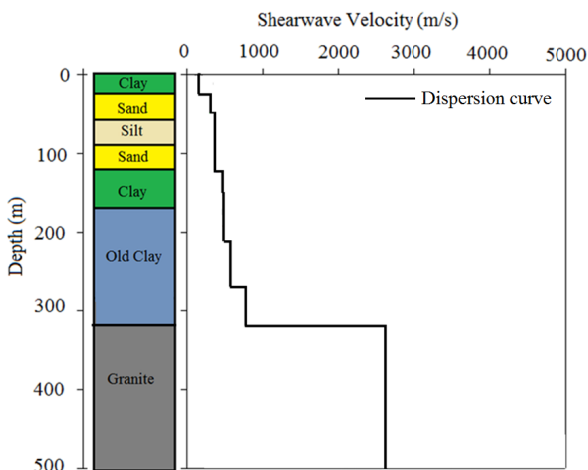 Shearwave Velocity (m/s)
0 1000 2000 3000 4000 5000
0
100
200
300
400
500
Depth (m)
Clay
Sand
Silt
Sand
Clay
Old Clay
Granite
Dispersion curve